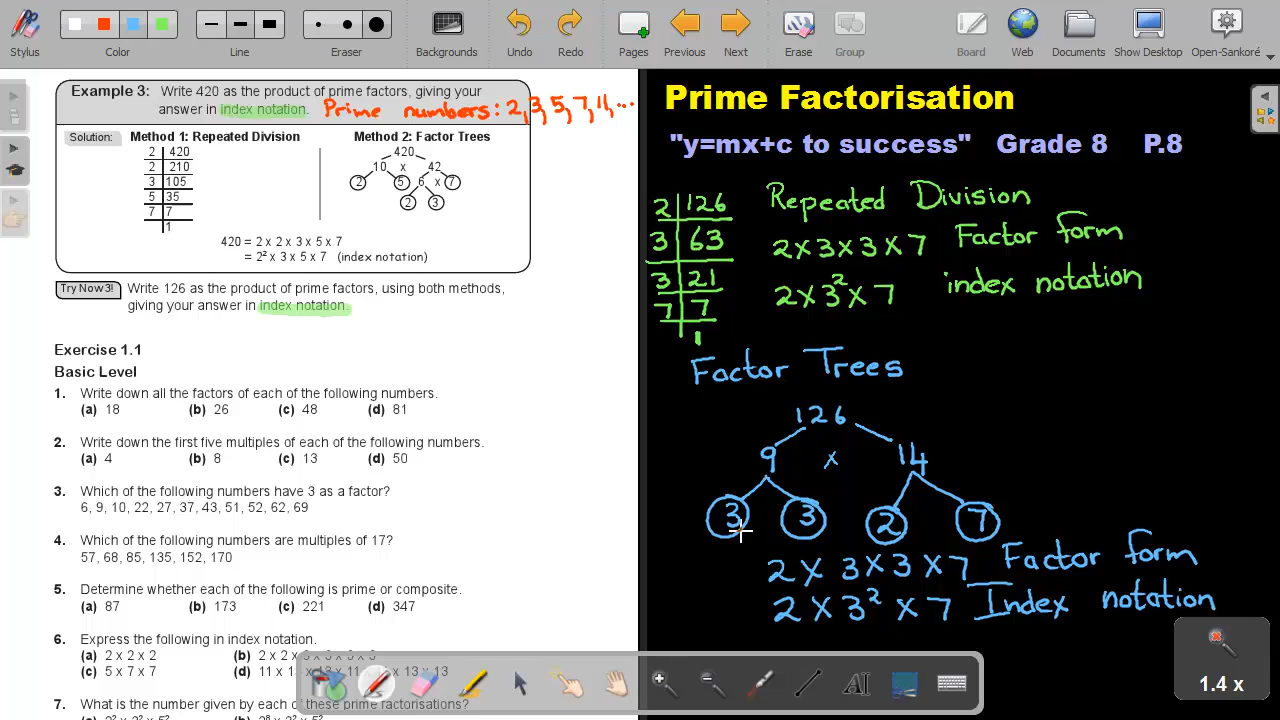 Stylus
Color
Line
Eraser
Backgrounds
Undo
Redo
Pages
Previous
Next
Erase
Group
Board
Web
Documents
Show Desktop
Open-Sankoré
Example 3: Write 420 as the product of prime factors, giving your
answer in index notation. Prime numbers: 2, 3, 5, 7, 11, ...
Solution: Method 1: Repeated Division
2 420
2 210
3 105
5 35
7 7
1
Method 2: Factor Trees
420
10 x 42
2 5 6 x 7
2 3
420 = 2 x 2 x 3 x 5 x 7
= 2² x 3 x 5 x 7 (index notation)
Try Now 3! Write 126 as the product of prime factors, using both methods,
giving your answer in index notation.
Exercise 1.1
Basic Level
1. Write down all the factors of each of the following numbers.
(a) 18 (b) 26 (c) 48 (d) 81
2. Write down the first five multiples of each of the following numbers.
(a) 4 (b) 8 (c) 13 (d) 50
3. Which of the following numbers have 3 as a factor?
6, 9, 10, 22, 27, 37, 43, 51, 52, 62, 69
4. Which of the following numbers are multiples of 17?
57, 68, 85, 135, 152, 170
5. Determine whether each of the following is prime or composite.
(a) 87 (b) 173 (c) 221 (d) 347
6. Express the following in index notation.
(a) 2 x 2 x 2 (b) 2 x 2 x
(c) 5 x 7 x 7 (d) 11 x
x 13 x 13
7. What is the number given by each of these prime factorisations?
Prime Factorisation
"y=mx+c to success" Grade 8 P.8
2 126
3 63
3 21
7 7
1
Repeated Division
2 x 3 x 3 x 7 Factor form
2 x 3² x 7 index notation
Factor Trees
126
9 x 14
3 3 2 7
2 x 3 x 3 x 7 Factor form
2 x 3² x 7 Index notation
1.4 x